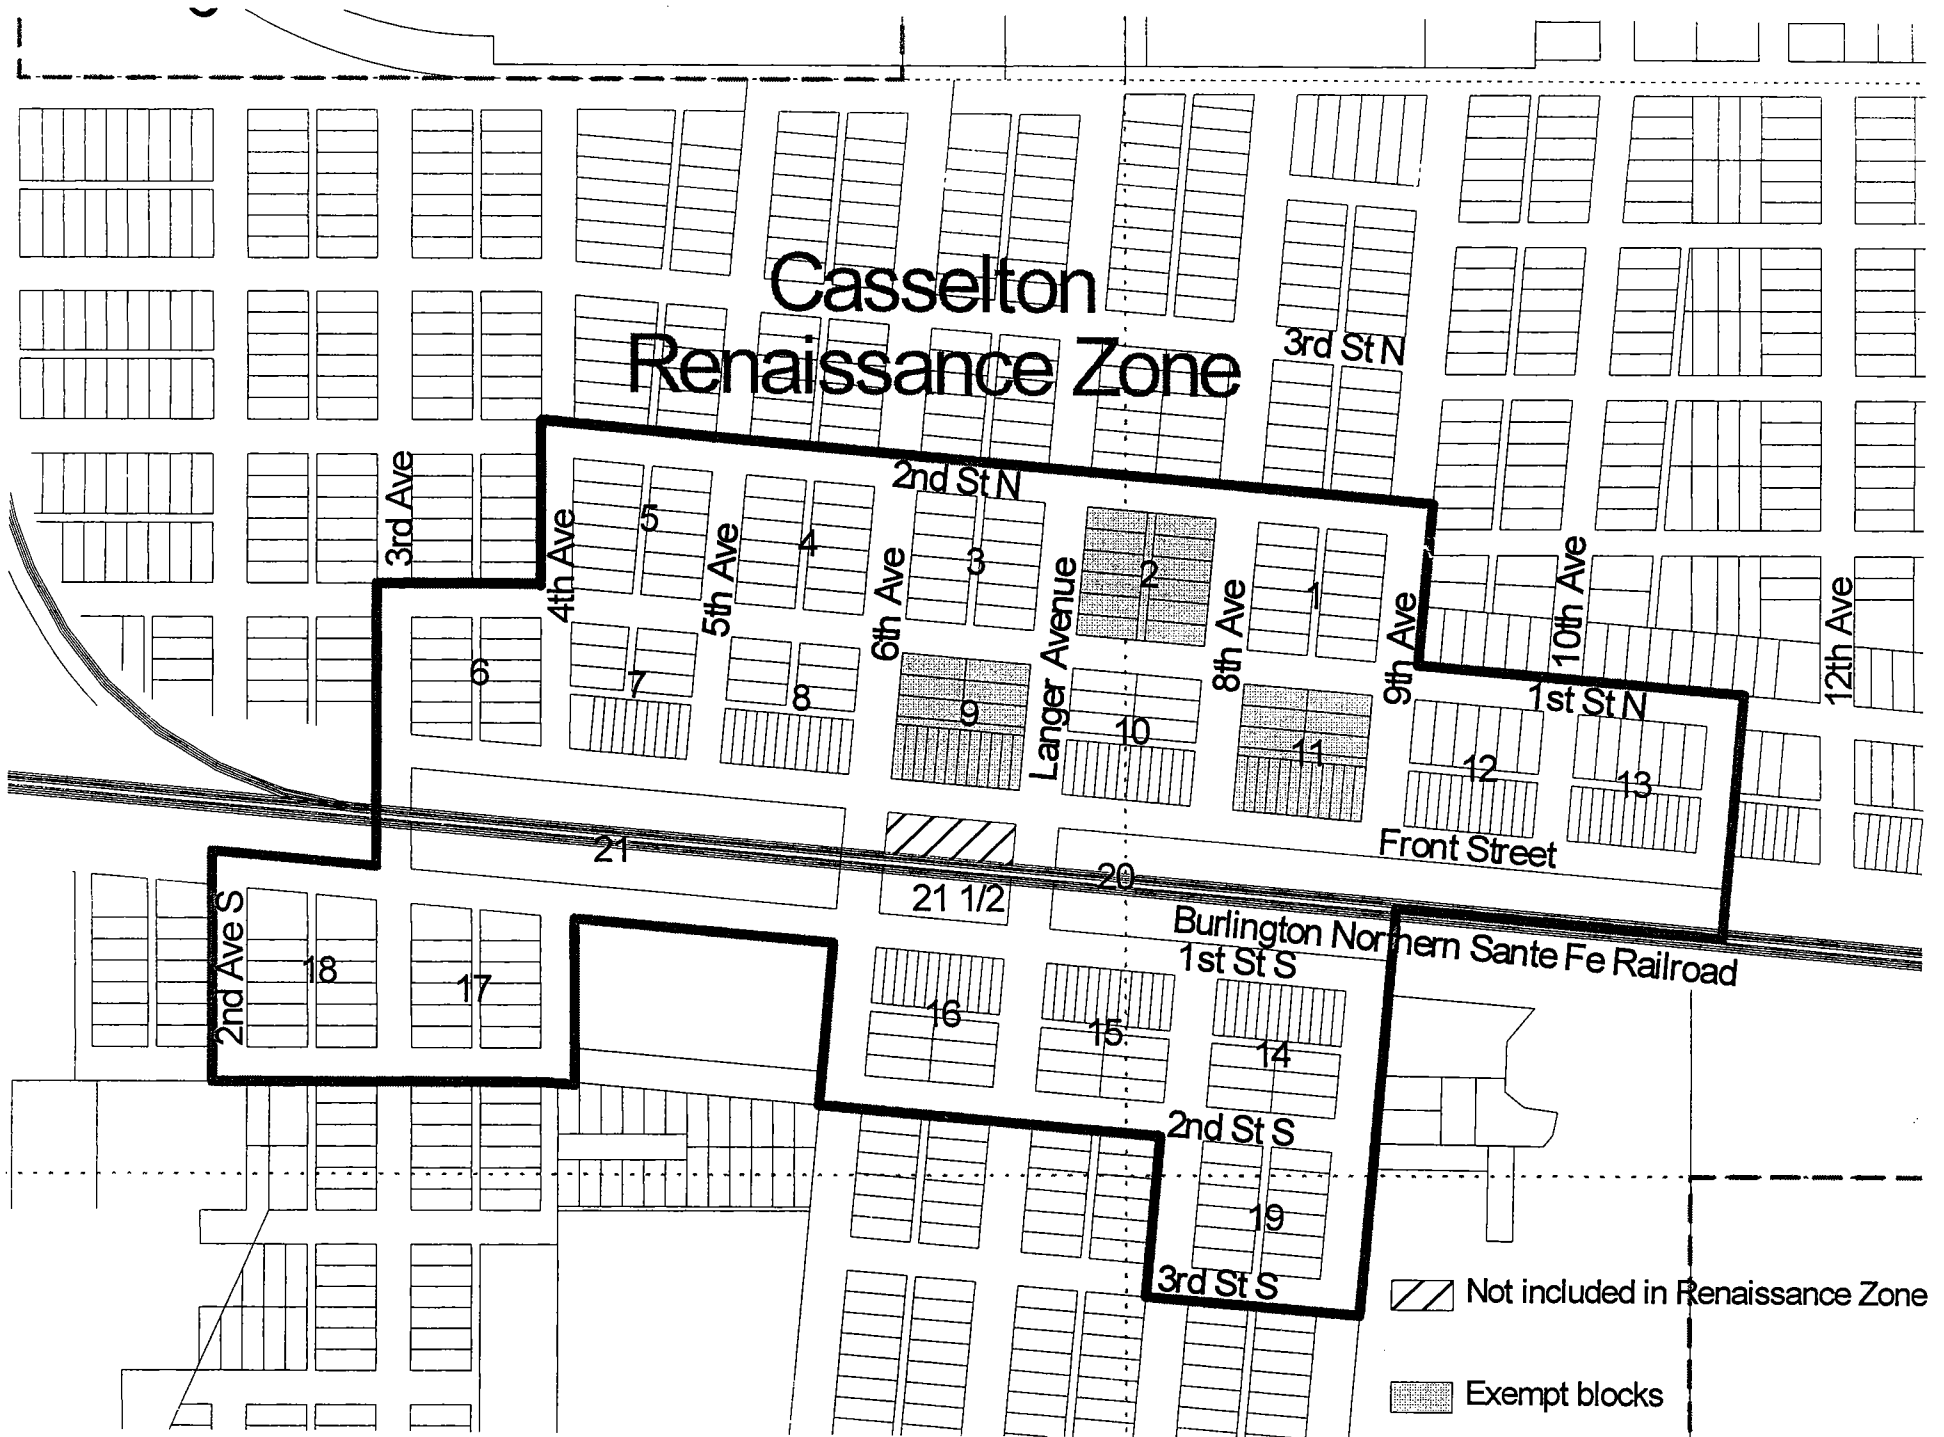 Casselton
Renaissance Zone
3rd St N
2nd St N
3rd Ave
4th Ave
5th Ave
6th Ave
Langer Avenue
8th Ave
9th Ave
10th Ave
12th Ave
5
4
3
2
1
6
7
8
9
10
11
12
13
1st St N
Front Street
21
21 1/2
20
Burlington Northern Sante Fe Railroad
1st St S
2nd Ave S
18
17
16
15
14
2nd St S
19
3rd St S
Not included in Renaissance Zone
Exempt blocks